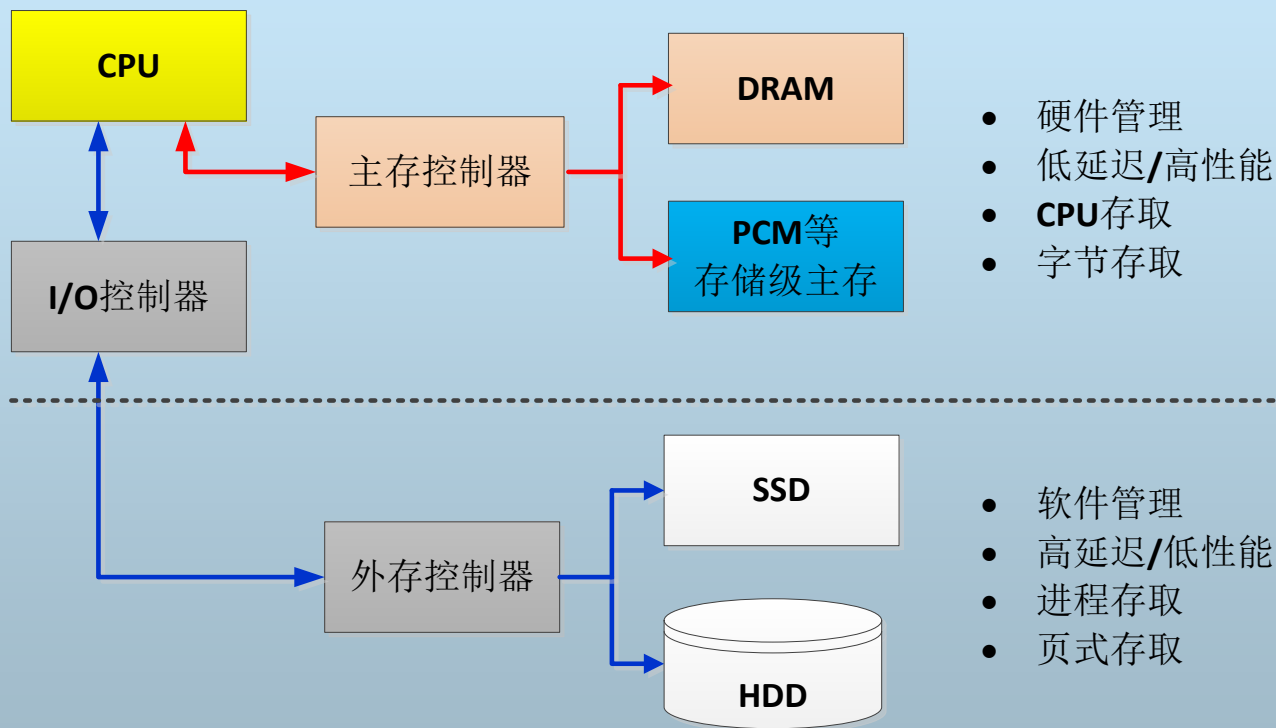 CPU
DRAM
主存控制器
PCM等
存储级主存
I/O控制器
• 硬件管理
• 低延迟/高性能
• CPU存取
• 字节存取
SSD
外存控制器
HDD
• 软件管理
• 高延迟/低性能
• 进程存取
• 页式存取